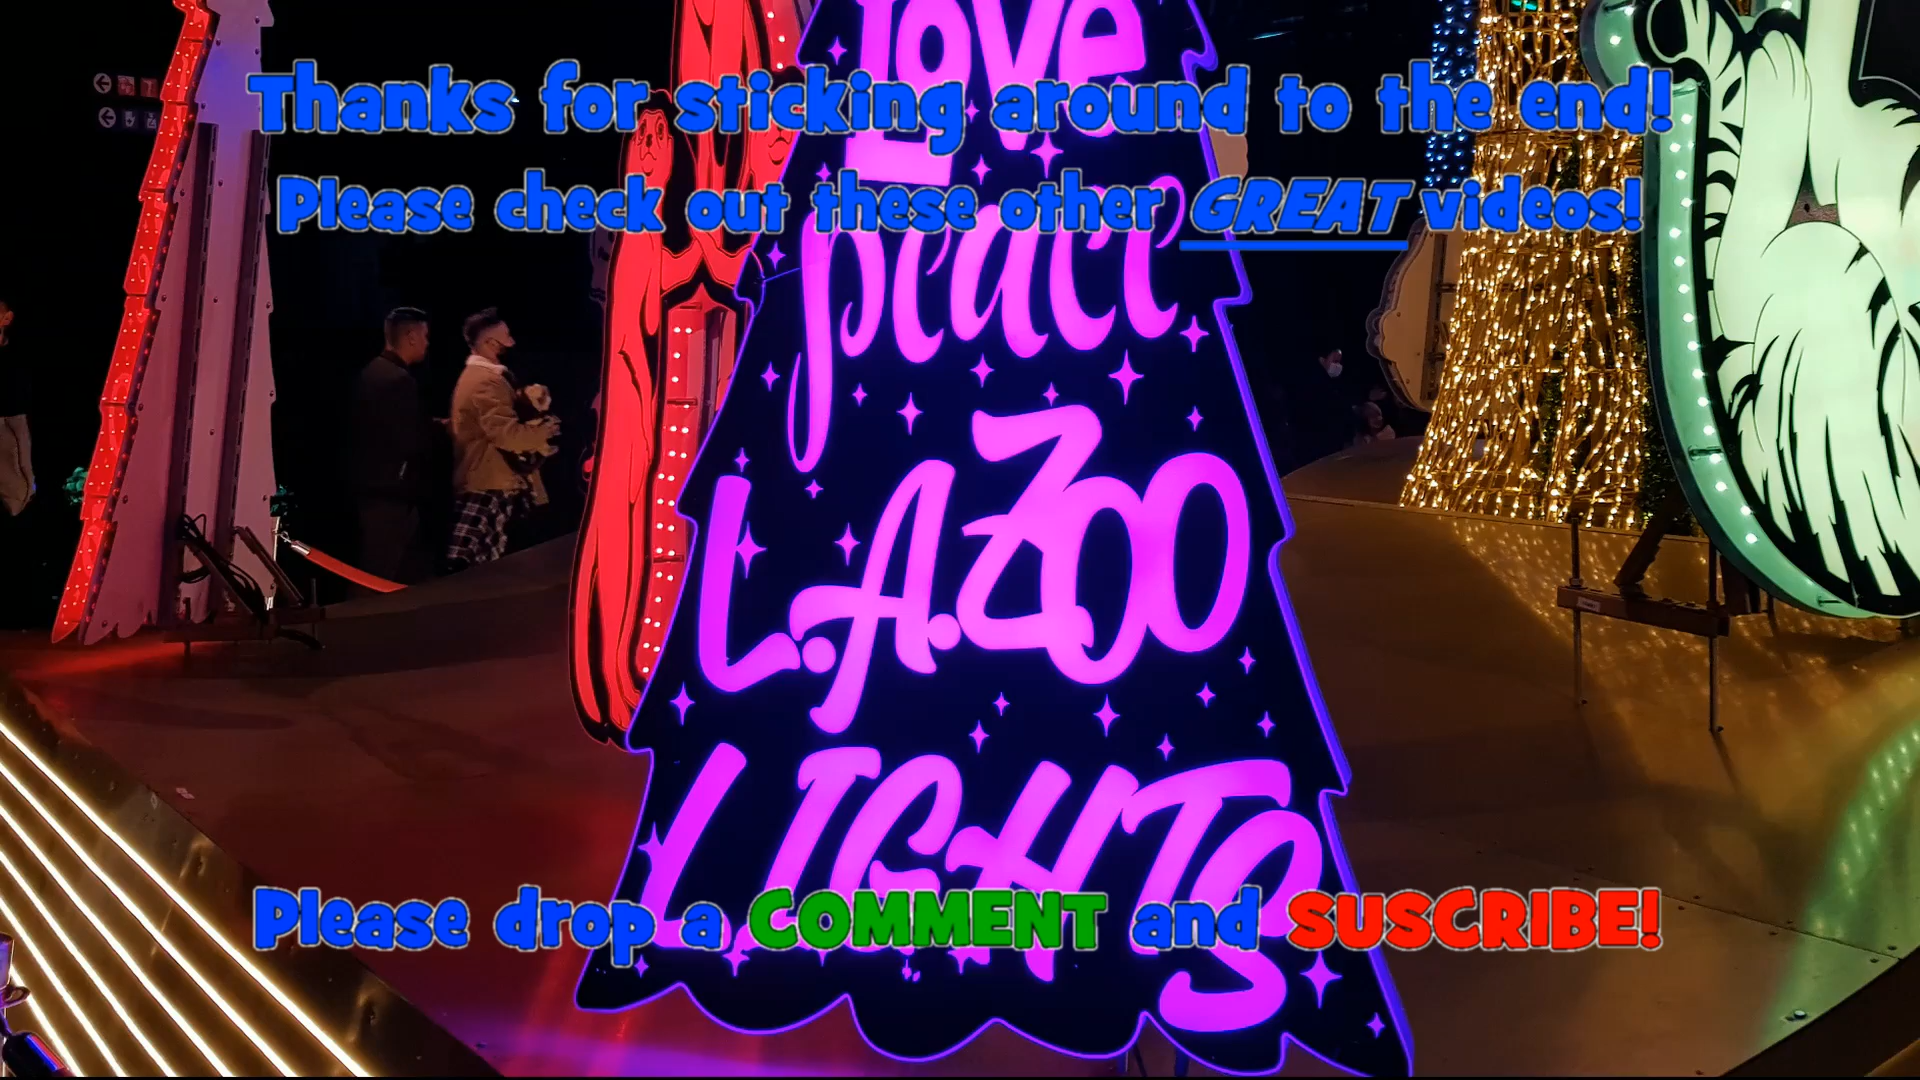 Love
Thanks for sticking around to the end!
Please check out these other GREAT videos!
peace
L.A.ZOO
LIGHTS
Please drop a COMMENT and SUSCRIBE!